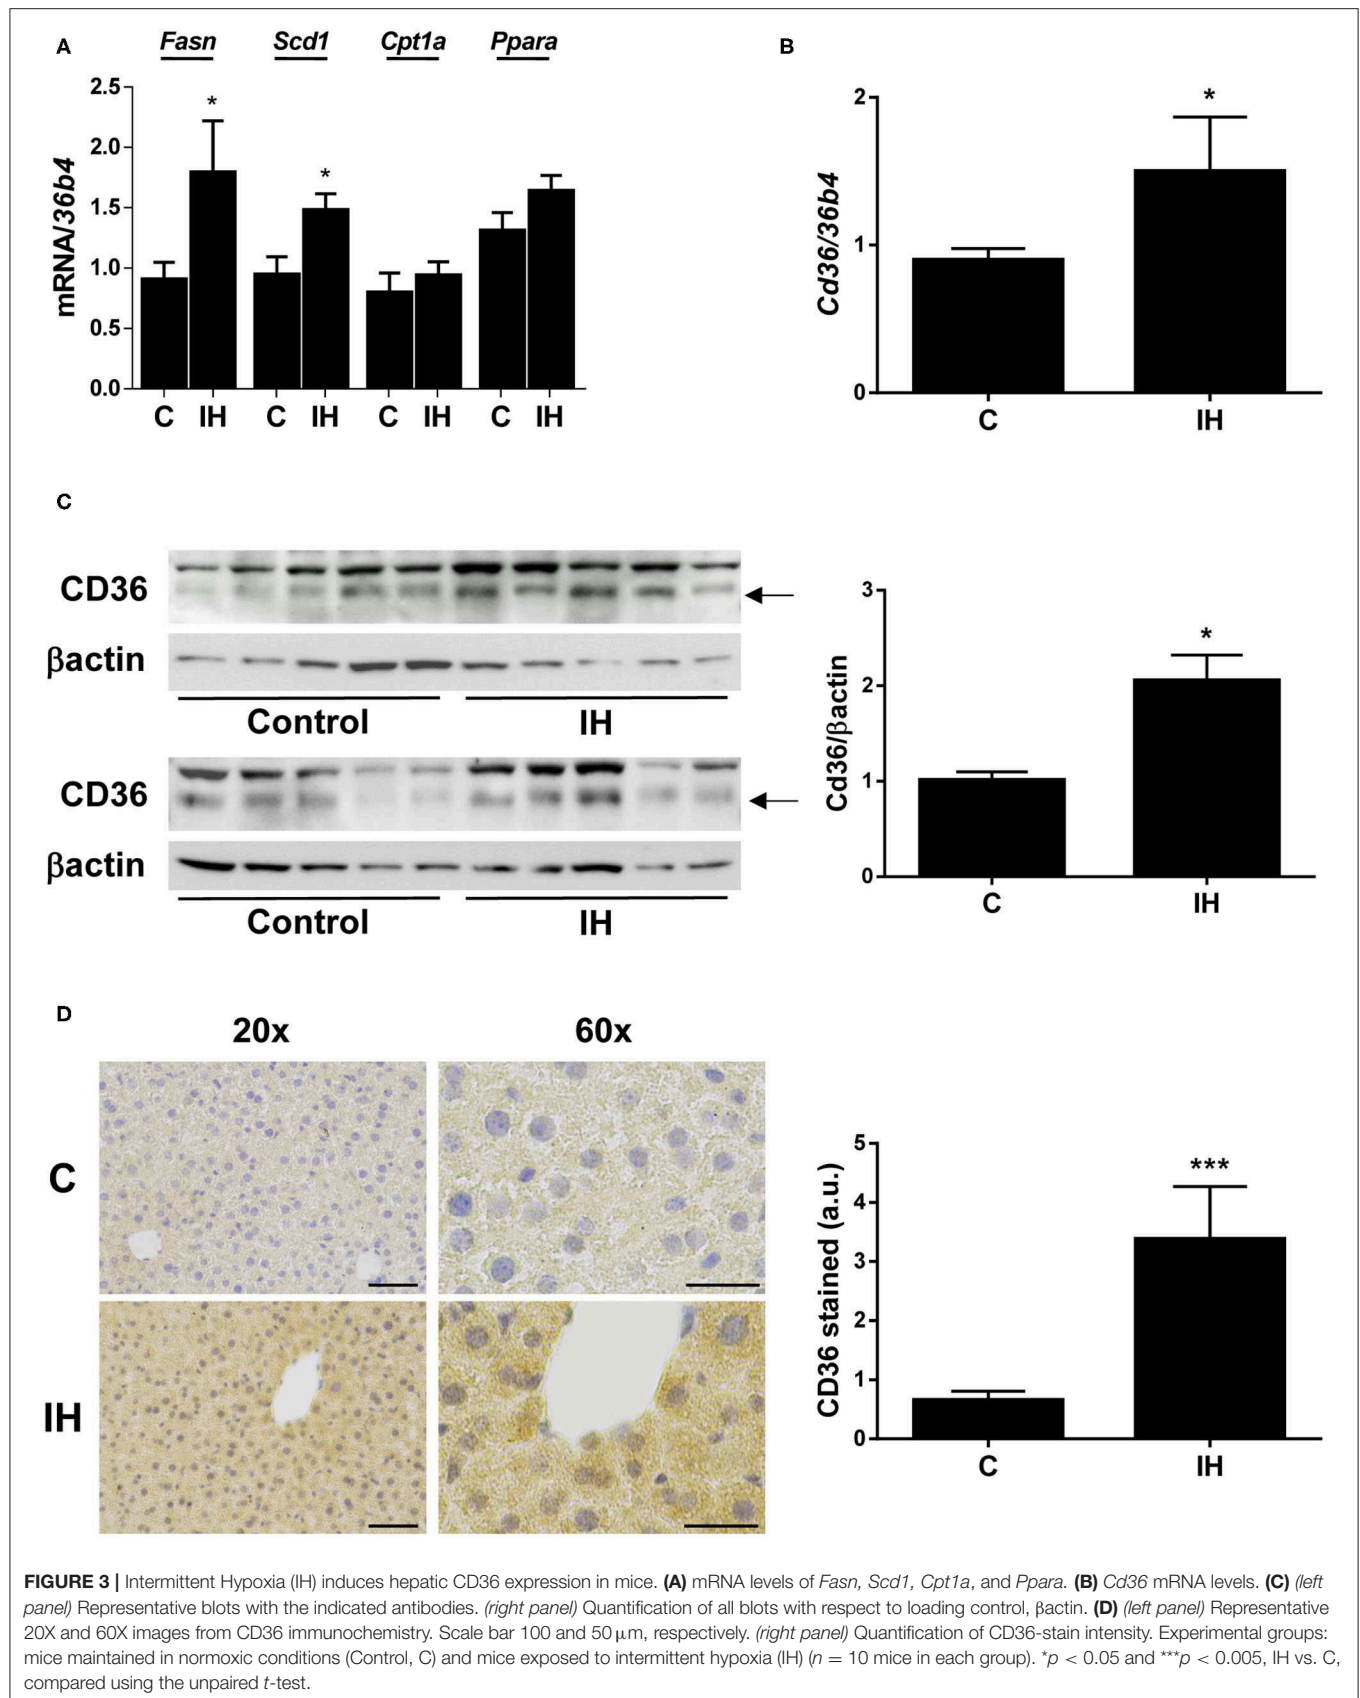 A
Fasn Scd1 Cpt1a Ppara
mRNA/36b4
2.5
2.0
1.5
1.0
0.5
0.0
* *
C IH C IH C IH C IH
B
Cd36/36b4
2
1
0
*
C IH
C
CD36
βactin
Control IH
CD36
βactin
Control IH
Cd36/βactin
3
2
1
0
*
C IH
D
20x 60x
C
IH
CD36 stained (a.u.)
5
4
3
2
1
0
***
C IH
FIGURE 3 | Intermittent Hypoxia (IH) induces hepatic CD36 expression in mice. (A) mRNA levels of Fasn, Scd1, Cpt1a, and Ppara. (B) Cd36 mRNA levels. (C) (left
panel) Representative blots with the indicated antibodies. (right panel) Quantification of all blots with respect to loading control, βactin. (D) (left panel) Representative
20X and 60X images from CD36 immunochemistry. Scale bar 100 and 50 μm, respectively. (right panel) Quantification of CD36-stain intensity. Experimental groups:
mice maintained in normoxic conditions (Control, C) and mice exposed to intermittent hypoxia (IH) (n = 10 mice in each group). *p < 0.05 and ***p < 0.005, IH vs. C,
compared using the unpaired t-test.